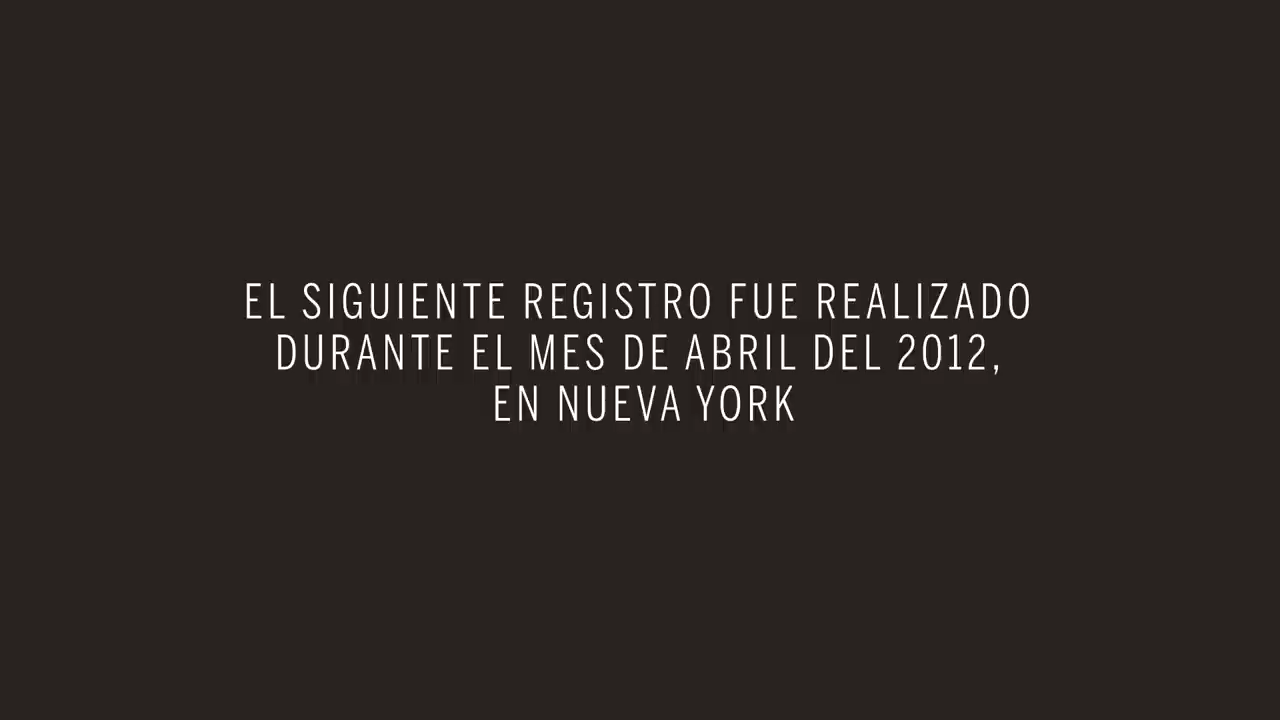 EL SIGUIENTE REGISTRO FUE REALIZADO
DURANTE EL MES DE ABRIL DEL 2012,
EN NUEVA YORK